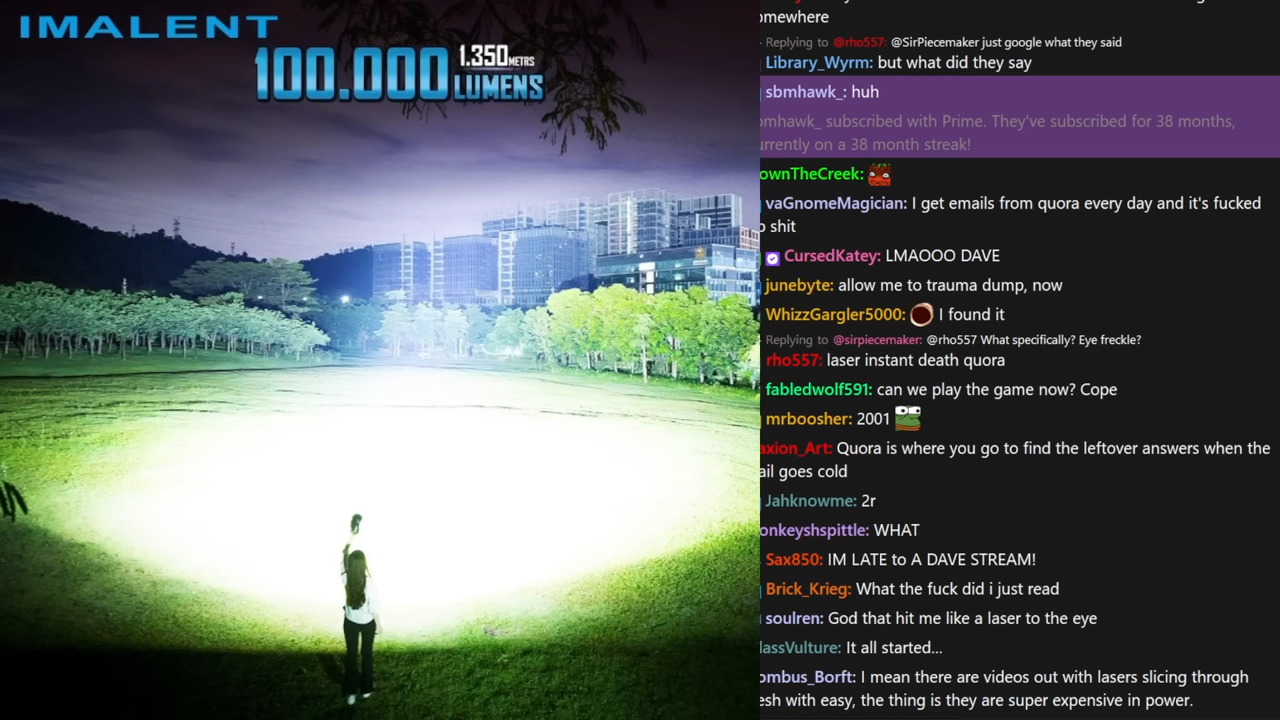 IMALENT
100.000 LUMENS
1.350 METRS
omewhere
Replying to @rho557: @SirPiecemaker just google what they said
Library_Wyrm: but what did they say
sbmhawk_: huh
mhawk_ subscribed with Prime. They've subscribed for 38 months,
urrently on a 38 month streak!
ownTheCreek:
vaGnomeMagician: I get emails from quora every day and it's fucked
shit
CursedKatey: LMAOOO DAVE
junebyte: allow me to trauma dump, now
WhizzGargler5000: I found it
Replying to @sirpiecemaker: @rho557 What specifically? Eye freckle?
rho557: laser instant death quora
fabledwolf591: can we play the game now? Cope
mrboosher: 2001
axion_Art: Quora is where you go to find the leftover answers when the
ail goes cold
Jahknowme: 2r
onkeyshspittle: WHAT
Sax850: IM LATE to A DAVE STREAM!
Brick_Krieg: What the fuck did i just read
soulren: God that hit me like a laser to the eye
lassVulture: It all started...
ombus_Borft: I mean there are videos out with lasers slicing through
esh with easy, the thing is they are super expensive in power.